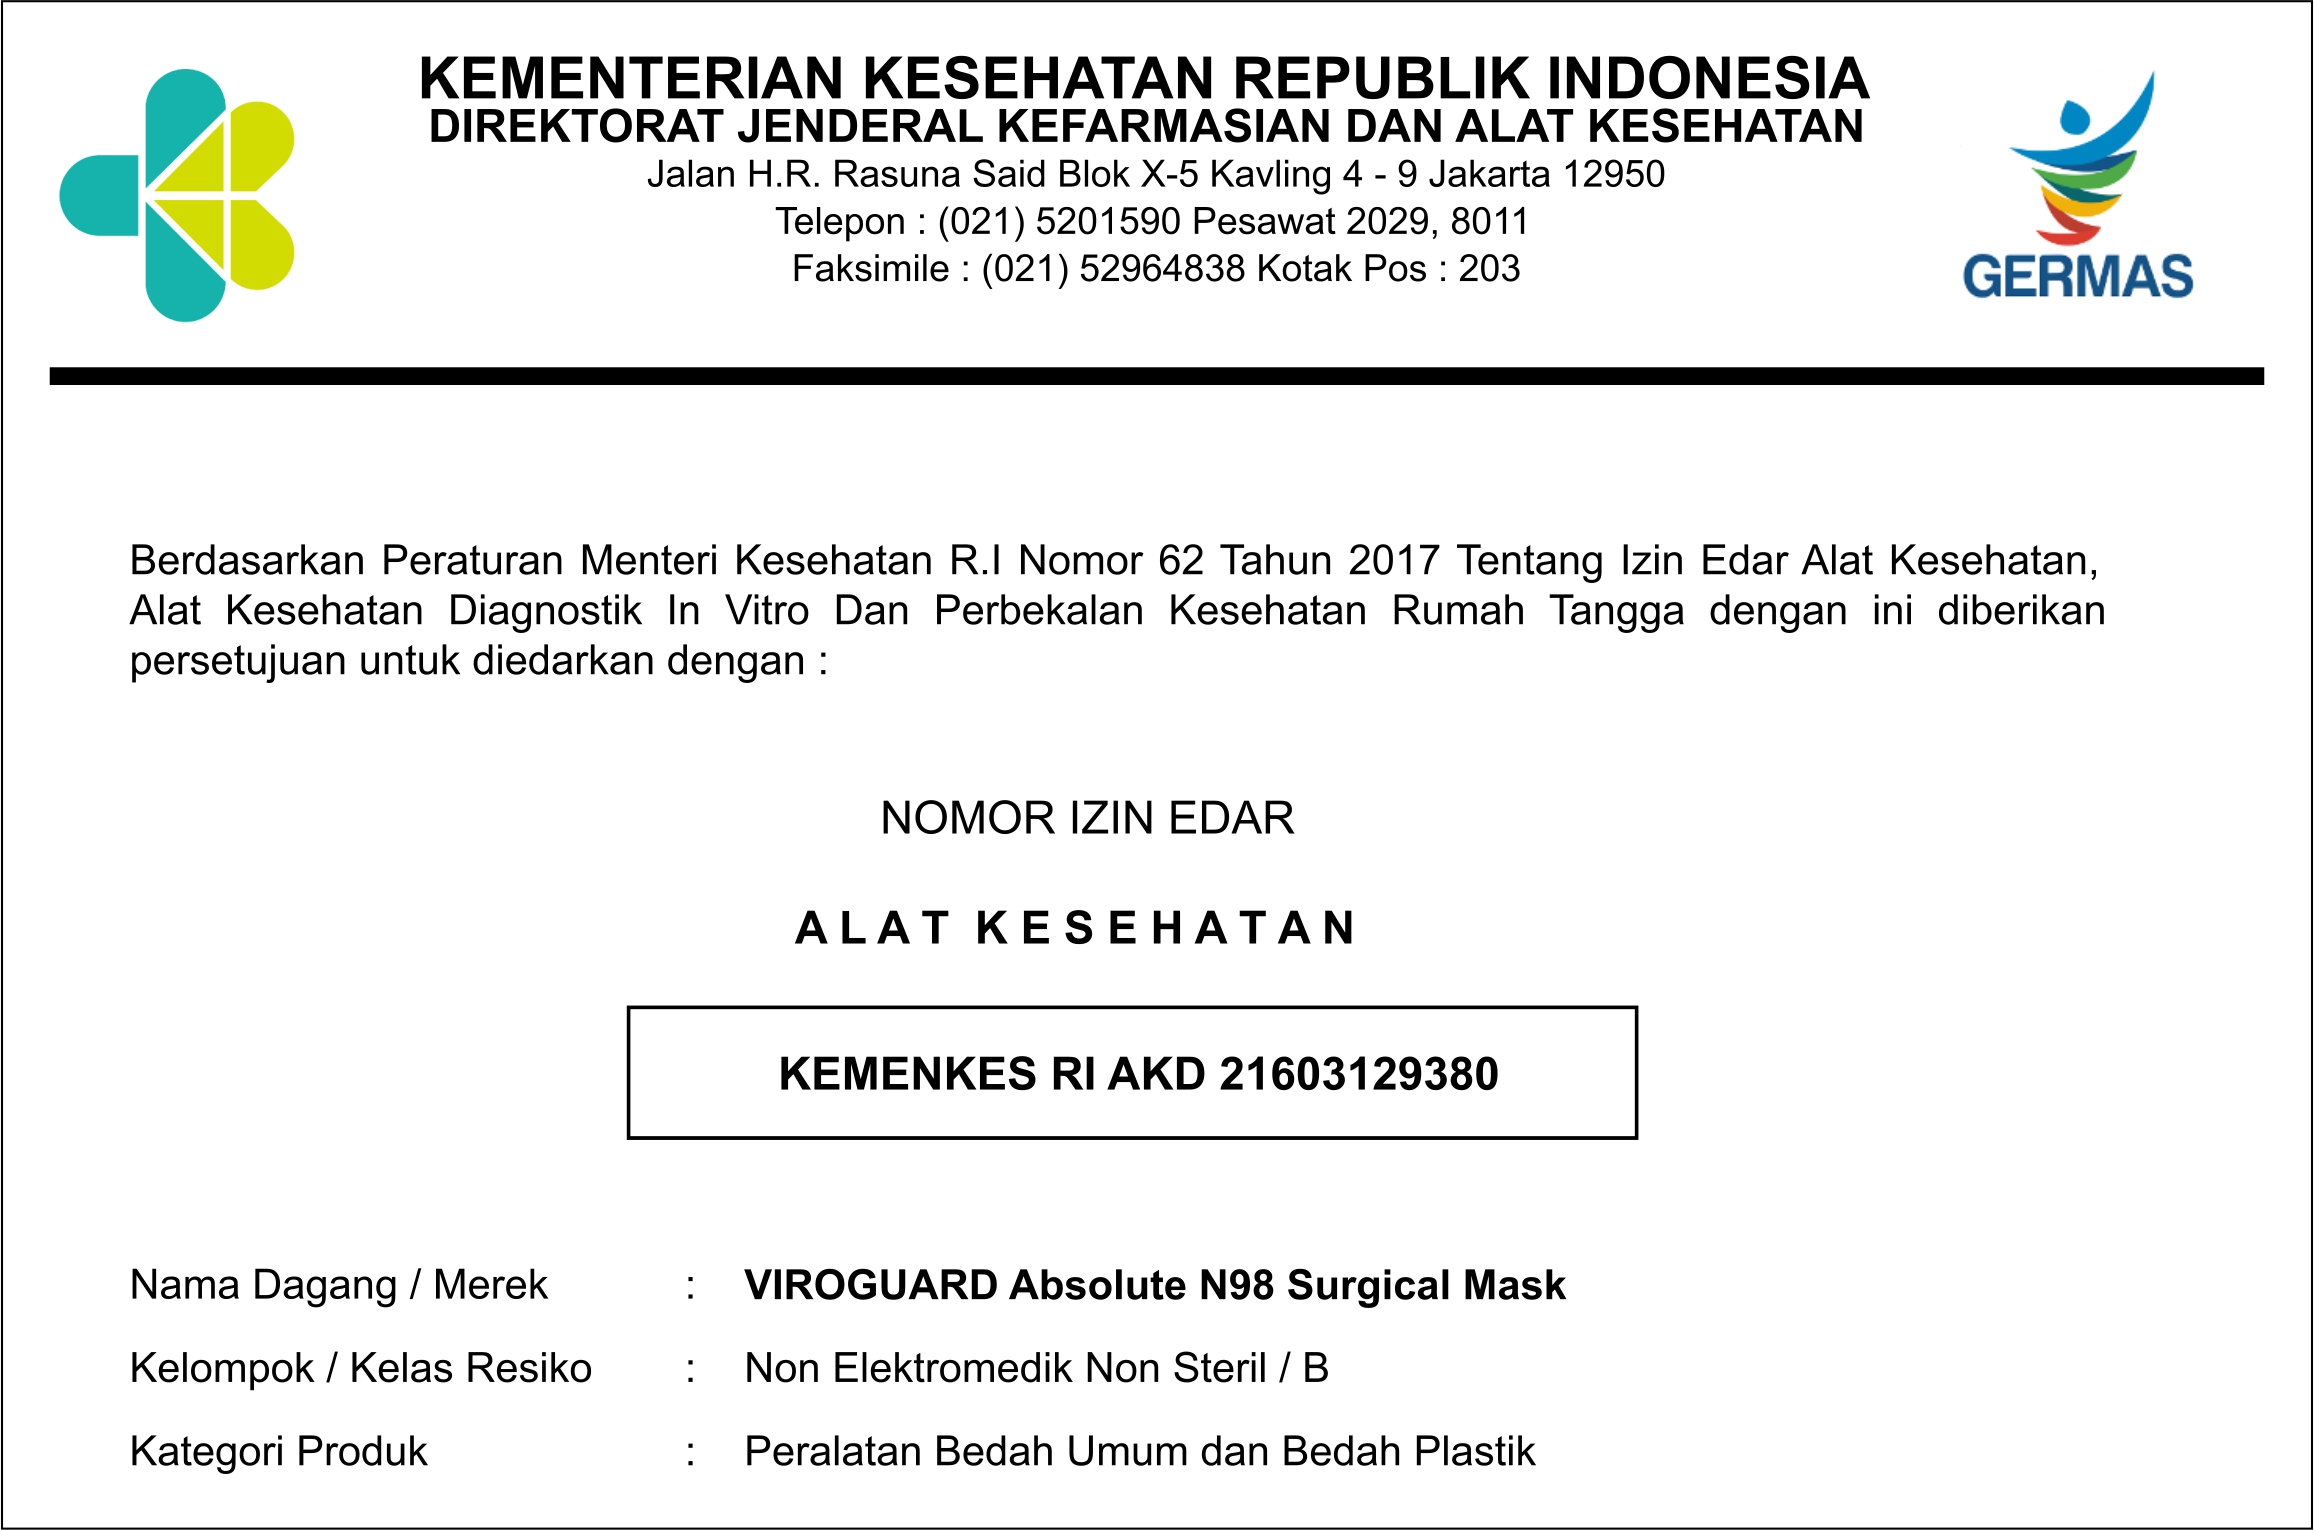 KEMENTERIAN KESEHATAN REPUBLIK INDONESIA
DIREKTORAT JENDERAL KEFARMASIAN DAN ALAT KESEHATAN
Jalan H.R. Rasuna Said Blok X-5 Kavling 4 - 9 Jakarta 12950
Telepon : (021) 5201590 Pesawat 2029, 8011
Faksimile : (021) 52964838 Kotak Pos : 203
GERMAS
Berdasarkan Peraturan Menteri Kesehatan R.I Nomor 62 Tahun 2017 Tentang Izin Edar Alat Kesehatan,
Alat Kesehatan Diagnostik In Vitro Dan Perbekalan Kesehatan Rumah Tangga dengan ini diberikan
persetujuan untuk diedarkan dengan :
NOMOR IZIN EDAR
ALAT KESEHATAN
KEMENKES RI AKD 21603129380
Nama Dagang / Merek : VIROGUARD Absolute N98 Surgical Mask
Kelompok / Kelas Resiko : Non Elektromedik Non Steril / B
Kategori Produk : Peralatan Bedah Umum dan Bedah Plastik